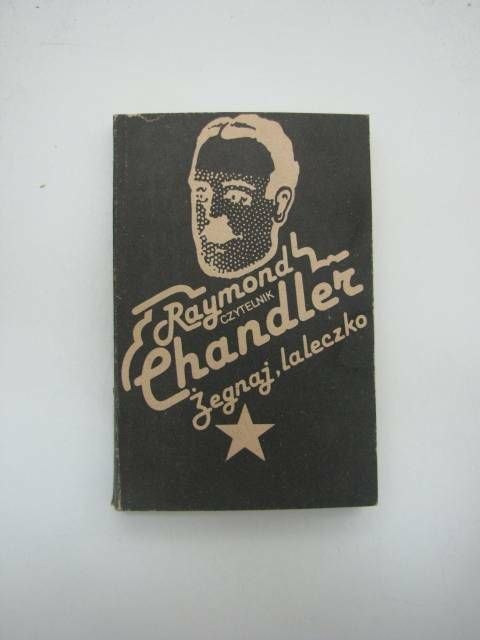 Raymond
CZYTELNIK
Chandler
Żegnaj, laleczko